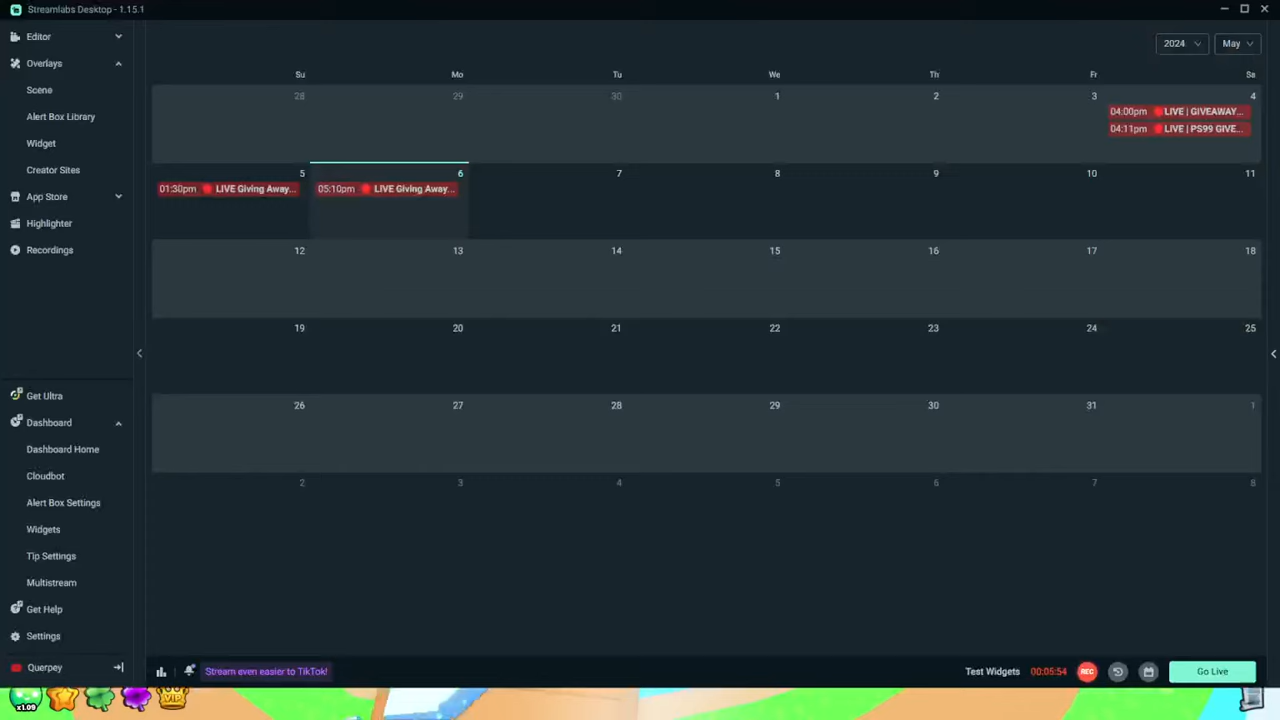 Streamlabs Desktop - 1.15.1
Editor
Overlays
Scene
Alert Box Library
Widget
Creator Sites
App Store
Highlighter
Recordings
Get Ultra
Dashboard
Dashboard Home
Cloudbot
Alert Box Settings
Widgets
Tip Settings
Multistream
Get Help
Settings
Querpey
2024 May
Su Mo Tu We Th Fr Sa
28 29 30 1 2 3 4
04:00pm LIVE | GIVEAWAY...
04:11pm LIVE | PS99 GIVE...
5 6 7 8 9 10 11
01:30pm LIVE Giving Away... 05:10pm LIVE Giving Away...
12 13 14 15 16 17 18
19 20 21 22 23 24 25
26 27 28 29 30 31 1
2 3 4 5 6 7 8
Stream even easier to TikTok! Test Widgets 00:05:54 REC Go Live
x1.09 VIP